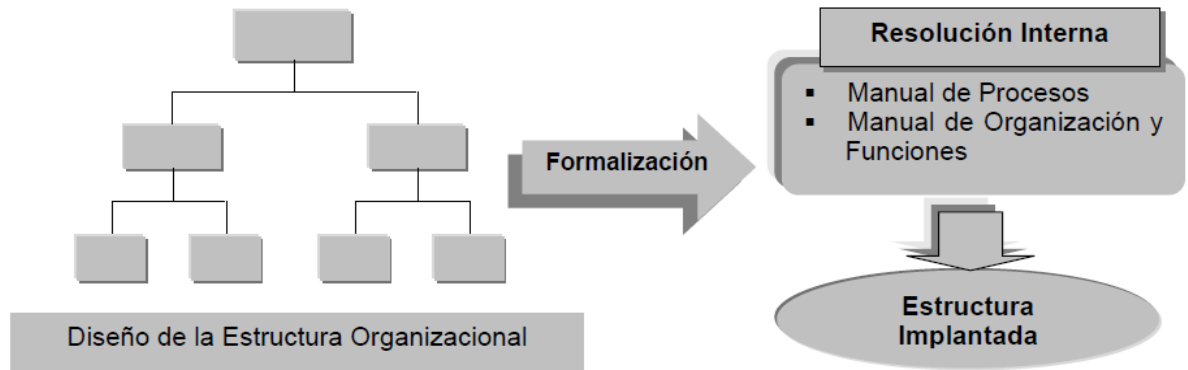 Resolución Interna
▪ Manual de Procesos
▪ Manual de Organización y
Funciones
Formalización
Diseño de la Estructura Organizacional
Estructura
Implantada